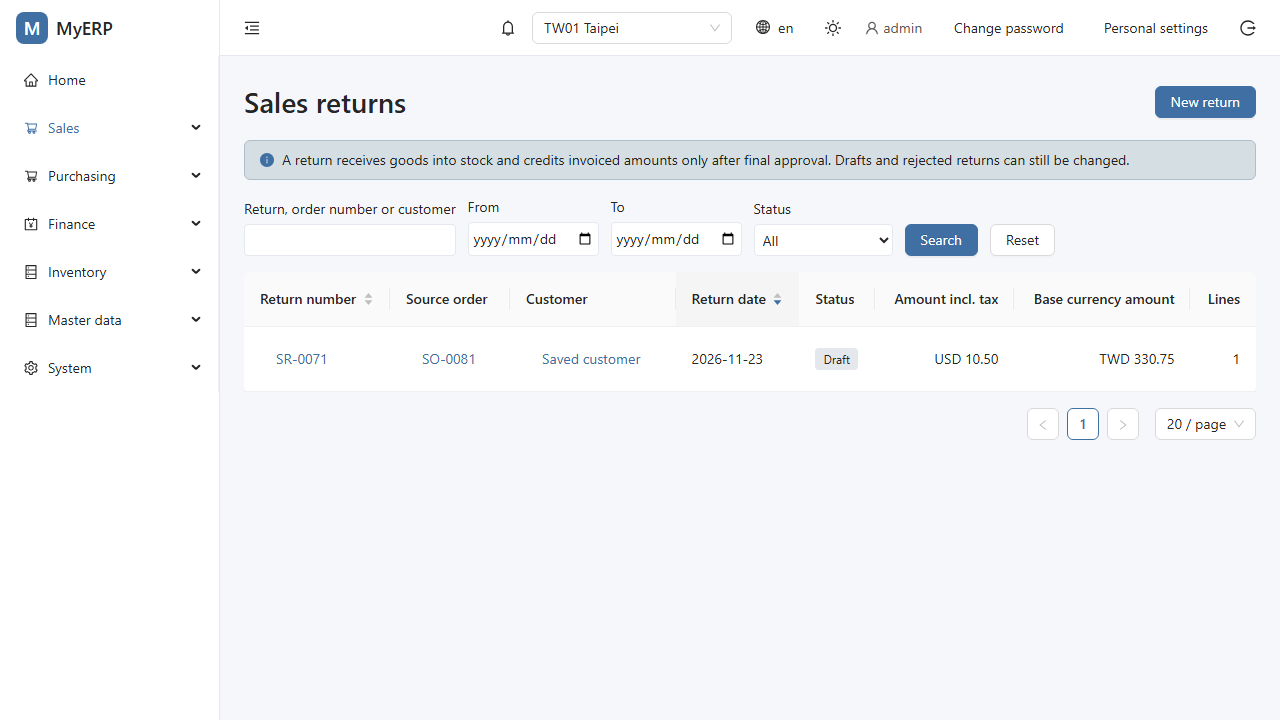 M MyERP
TW01 Taipei
en
admin
Change password
Personal settings
Home
Sales
Purchasing
Finance
Inventory
Master data
System
Sales returns
New return
A return receives goods into stock and credits invoiced amounts only after final approval. Drafts and rejected returns can still be changed.
Return, order number or customer
From
To
Status
yyyy/mm/dd
yyyy/mm/dd
All
Search
Reset
Return number Source order Customer Return date Status Amount incl. tax Base currency amount Lines
SR-0071 SO-0081 Saved customer 2026-11-23 Draft USD 10.50 TWD 330.75 1
1
20 / page